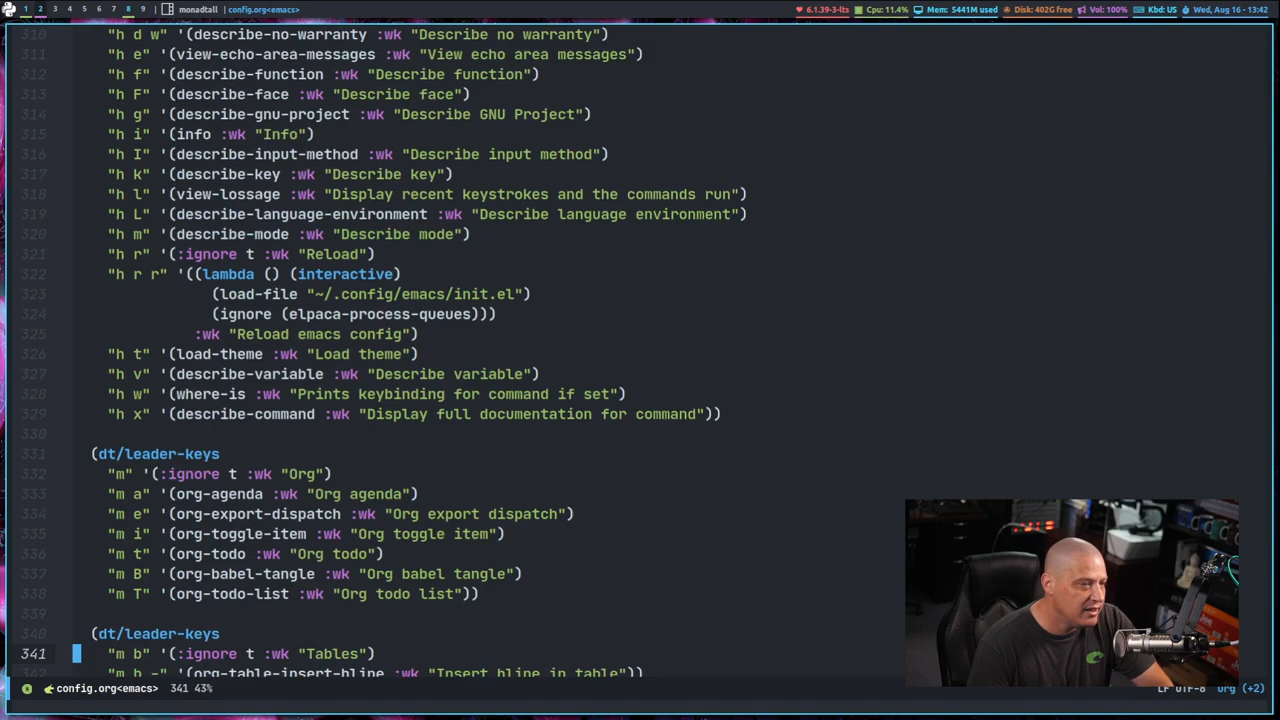 1 2 3 4 5 6 7 8 9 | monadtall | config.org<emacs>
6.1.39-3-lts Cpu: 11.4% Mem: 5441M used Disk: 402G free Vol: 100% Kbd: US Wed, Aug 16 - 13:42
310 "h d w" '(describe-no-warranty :wk "Describe no warranty")
311 "h e" '(view-echo-area-messages :wk "View echo area messages")
312 "h f" '(describe-function :wk "Describe function")
313 "h F" '(describe-face :wk "Describe face")
314 "h g" '(describe-gnu-project :wk "Describe GNU Project")
315 "h i" '(info :wk "Info")
316 "h I" '(describe-input-method :wk "Describe input method")
317 "h k" '(describe-key :wk "Describe key")
318 "h l" '(view-lossage :wk "Display recent keystrokes and the commands run")
319 "h L" '(describe-language-environment :wk "Describe language environment")
320 "h m" '(describe-mode :wk "Describe mode")
321 "h r" '(:ignore t :wk "Reload")
322 "h r r" '((lambda () (interactive)
323 (load-file "~/.config/emacs/init.el")
324 (ignore (elpaca-process-queues)))
325 :wk "Reload emacs config")
326 "h t" '(load-theme :wk "Load theme")
327 "h v" '(describe-variable :wk "Describe variable")
328 "h w" '(where-is :wk "Prints keybinding for command if set")
329 "h x" '(describe-command :wk "Display full documentation for command"))
330
331 (dt/leader-keys
332 "m" '(:ignore t :wk "Org")
333 "m a" '(org-agenda :wk "Org agenda")
334 "m e" '(org-export-dispatch :wk "Org export dispatch")
335 "m i" '(org-toggle-item :wk "Org toggle item")
336 "m t" '(org-todo :wk "Org todo")
337 "m B" '(org-babel-tangle :wk "Org babel tangle")
338 "m T" '(org-todo-list :wk "Org todo list"))
339
340 (dt/leader-keys
341 "m b" '(:ignore t :wk "Tables")
342 "m b -" '(org-table-insert-hline :wk "Insert hline in table"))
config.org<emacs> 341 43%
LF UTF-8 Org (+2)